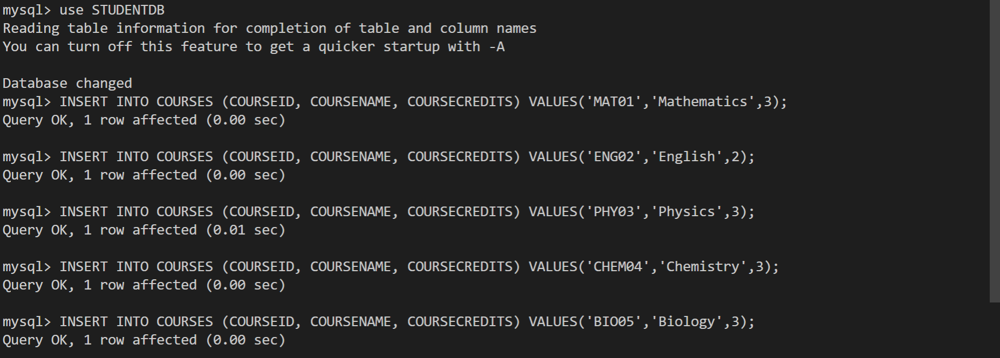 mysql> use STUDENTDB
Reading table information for completion of table and column names
You can turn off this feature to get a quicker startup with -A
Database changed
mysql> INSERT INTO COURSES (COURSEID, COURSENAME, COURSECREDITS) VALUES('MAT01','Mathematics',3);
Query OK, 1 row affected (0.00 sec)
mysql> INSERT INTO COURSES (COURSEID, COURSENAME, COURSECREDITS) VALUES('ENG02','English',2);
Query OK, 1 row affected (0.00 sec)
mysql> INSERT INTO COURSES (COURSEID, COURSENAME, COURSECREDITS) VALUES('PHY03','Physics',3);
Query OK, 1 row affected (0.01 sec)
mysql> INSERT INTO COURSES (COURSEID, COURSENAME, COURSECREDITS) VALUES('CHEM04','Chemistry',3);
Query OK, 1 row affected (0.00 sec)
mysql> INSERT INTO COURSES (COURSEID, COURSENAME, COURSECREDITS) VALUES('BIO05','Biology',3);
Query OK, 1 row affected (0.00 sec)